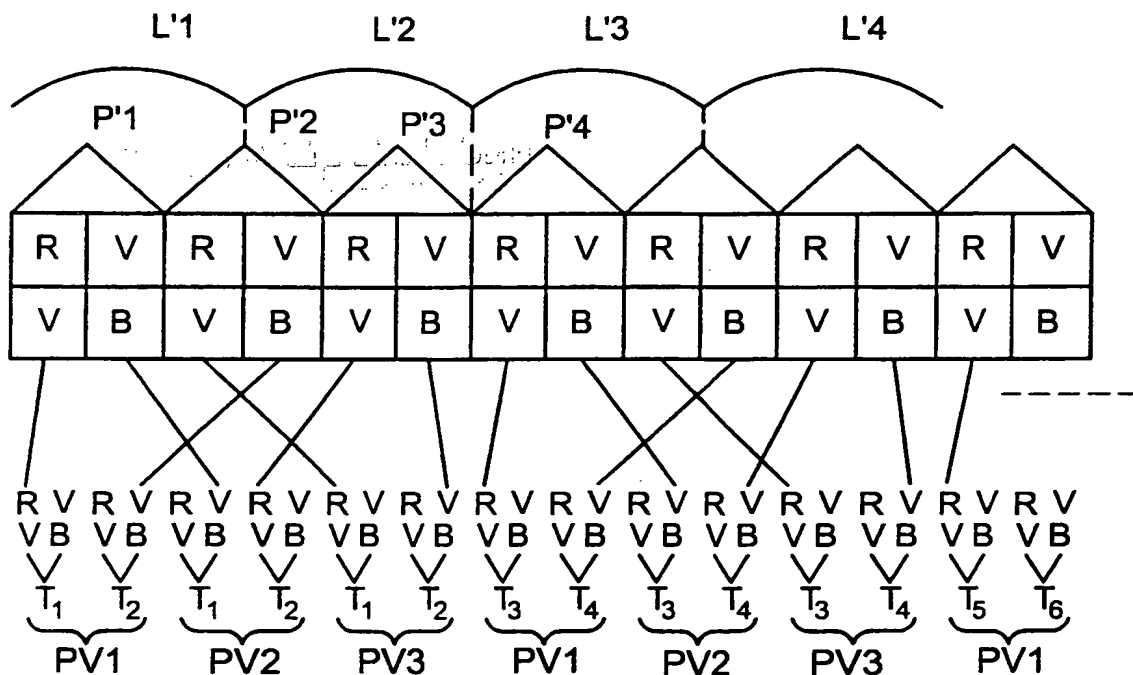 L'1 L'2 L'3 L'4
P'1 P'2 P'3 P'4
R V R V R V R V R V R V R V
V B V B V B V B V B V B V B
R V R V R V R V R V R V R V R V R V R V R V R V R V R V
V B V B V B V B V B V B V B V B V B V B V B V B V B V B
T₁ T₂ T₁ T₂ T₁ T₂ T₃ T₄ T₃ T₄ T₃ T₄ T₅ T₆
PV1 PV2 PV3 PV1 PV2 PV3 PV1